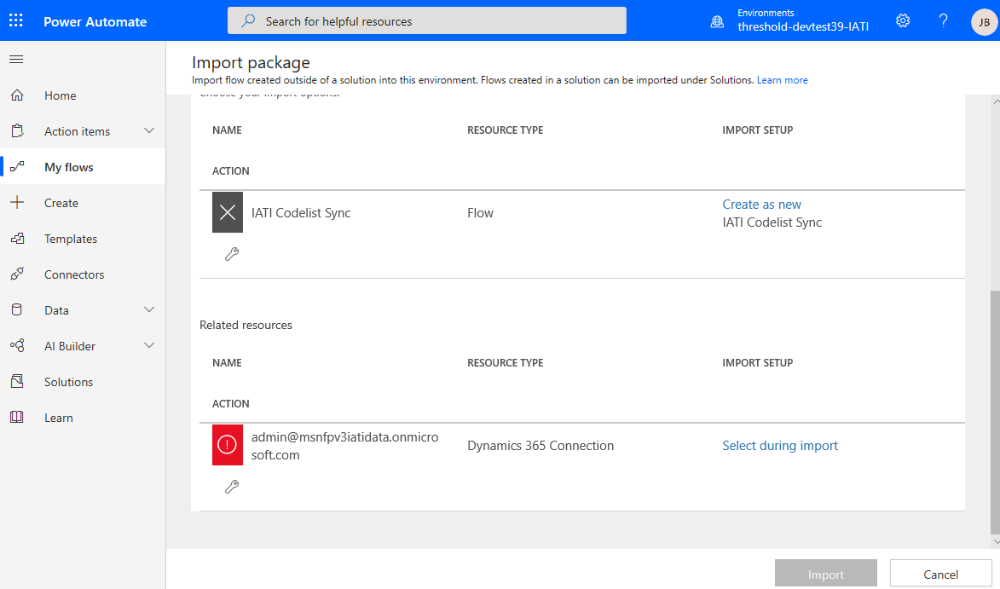 Power Automate
Search for helpful resources
Environments
threshold-devtest39-IATI
?
JB
Home
Action items
My flows
Create
Templates
Connectors
Data
AI Builder
Solutions
Learn
Import package
Import flow created outside of a solution into this environment. Flows created in a solution can be imported under Solutions. Learn more
Choose your import options.
NAME
RESOURCE TYPE
IMPORT SETUP
ACTION
IATI Codelist Sync
Flow
Create as new
IATI Codelist Sync
Related resources
NAME
RESOURCE TYPE
IMPORT SETUP
ACTION
admin@msnfpv3iatidata.onmicro
soft.com
Dynamics 365 Connection
Select during import
Import
Cancel